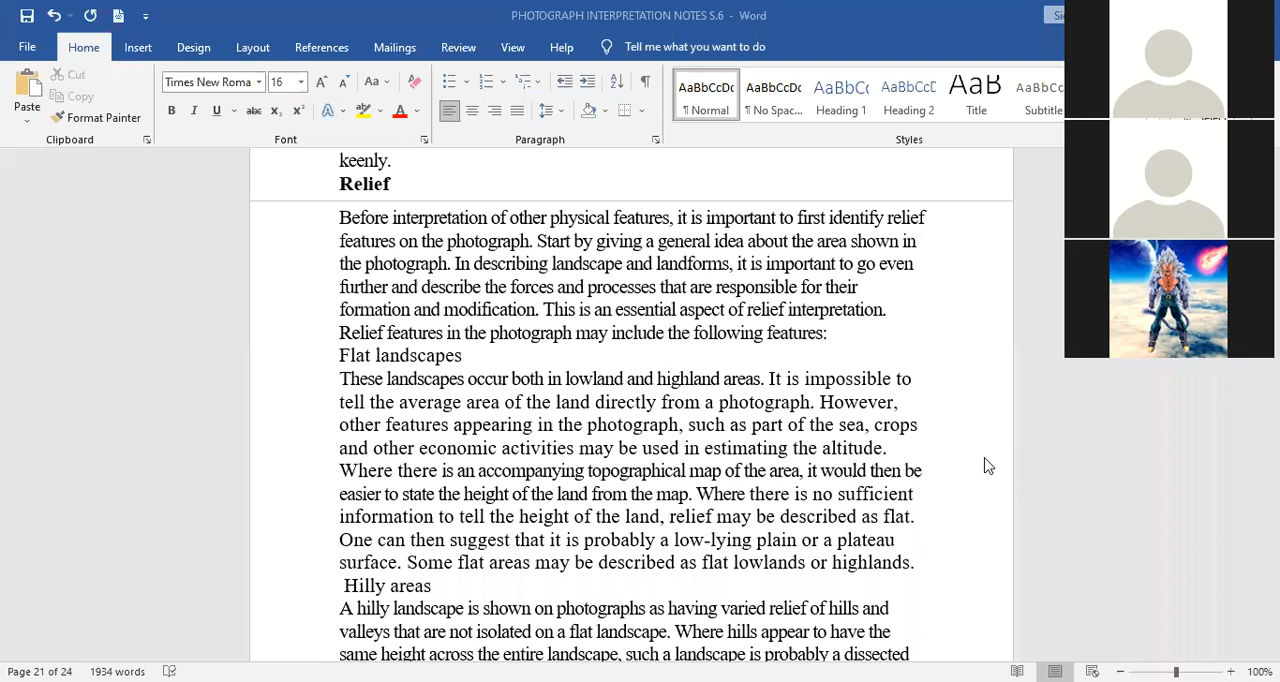 PHOTOGRAPH INTERPRETATION NOTES S.6 - Word
File Home Insert Design Layout References Mailings Review View Help Tell me what you want to do
Cut
Copy
Format Painter
Paste
Times New Roma 16
Aa
AaBbCcDc AaBbCcDc AaBbC( AaBbCcD AaB AaBbCcD
¶ Normal ¶ No Spac... Heading 1 Heading 2 Title Subtitle
Clipboard Font Paragraph Styles
keenly.
Relief
Before interpretation of other physical features, it is important to first identify relief
features on the photograph. Start by giving a general idea about the area shown in
the photograph. In describing landscape and landforms, it is important to go even
further and describe the forces and processes that are responsible for their
formation and modification. This is an essential aspect of relief interpretation.
Relief features in the photograph may include the following features:
Flat landscapes
These landscapes occur both in lowland and highland areas. It is impossible to
tell the average area of the land directly from a photograph. However,
other features appearing in the photograph, such as part of the sea, crops
and other economic activities may be used in estimating the altitude.
Where there is an accompanying topographical map of the area, it would then be
easier to state the height of the land from the map. Where there is no sufficient
information to tell the height of the land, relief may be described as flat.
One can then suggest that it is probably a low-lying plain or a plateau
surface. Some flat areas may be described as flat lowlands or highlands.
Hilly areas
A hilly landscape is shown on photographs as having varied relief of hills and
valleys that are not isolated on a flat landscape. Where hills appear to have the
same height across the entire landscape, such a landscape is probably a dissected
Page 21 of 24 1934 words 100%